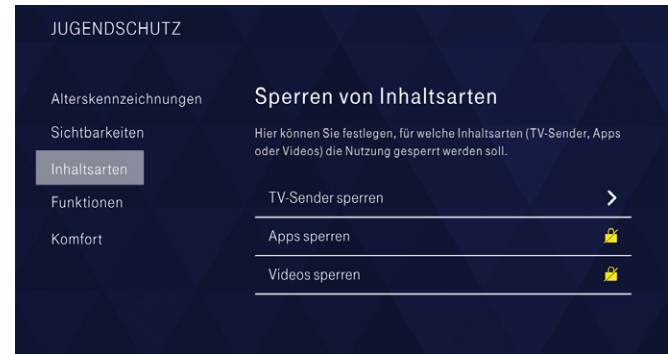 JUGENDSCHUTZ
Alterskennzeichnungen
Sichtbarkeiten
Inhaltsarten
Funktionen
Komfort
Sperren von Inhaltsarten
Hier können Sie festlegen, für welche Inhaltsarten (TV-Sender, Apps
oder Videos) die Nutzung gesperrt werden soll.
TV-Sender sperren
Apps sperren
Videos sperren